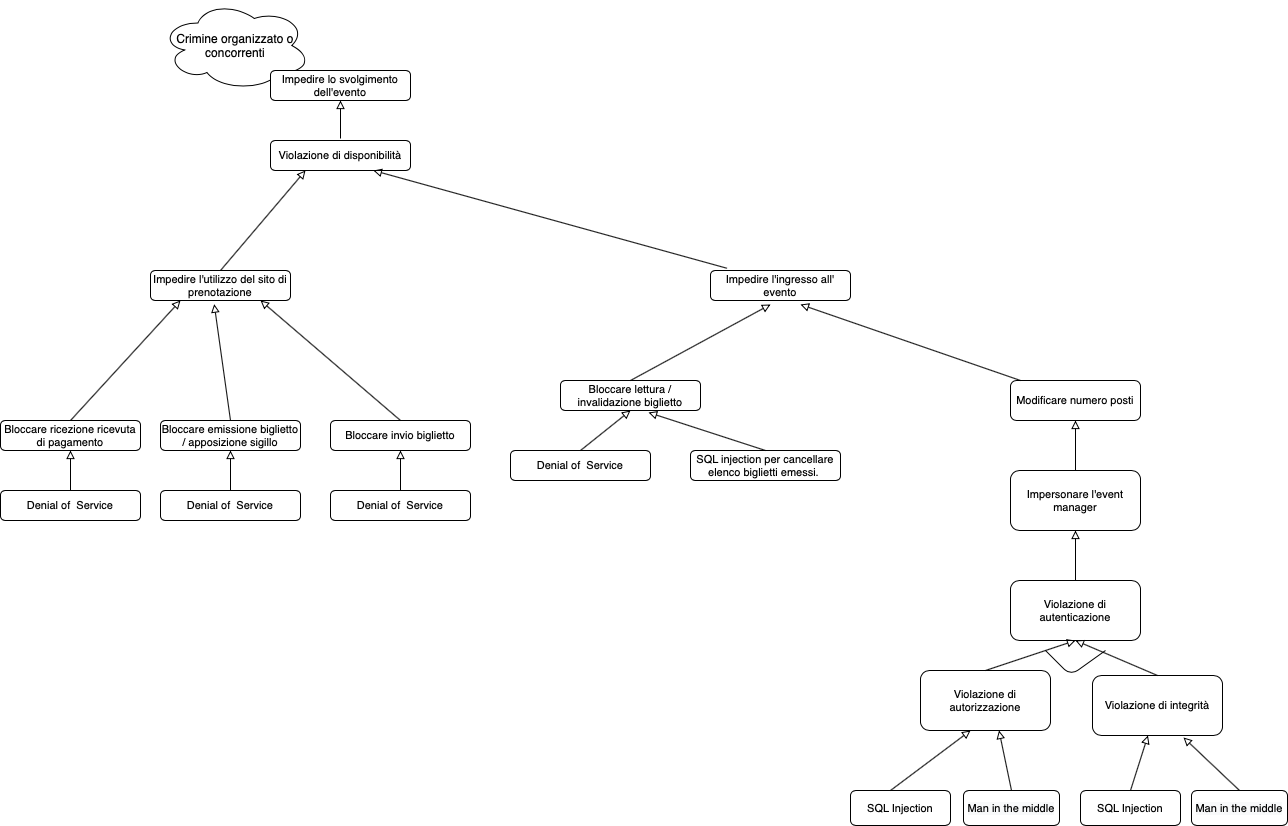 Crimine organizzato o
concorrenti
Impedire lo svolgimento
dell'evento
Violazione di disponibilità
Impedire l'utilizzo del sito di
prenotazione
Impedire l'ingresso all'
evento
Bloccare lettura /
invalidazione biglietto
Modificare numero posti
Bloccare ricezione ricevuta
di pagamento
Bloccare emissione biglietto
/ apposizione sigillo
Bloccare invio biglietto
Denial of  Service
SQL injection per cancellare
elenco biglietti emessi.
Denial of  Service
Denial of  Service
Denial of  Service
Impersonare l'event
manager
Violazione di
autenticazione
Violazione di
autorizzazione
Violazione di integrità
SQL Injection
Man in the middle
SQL Injection
Man in the middle